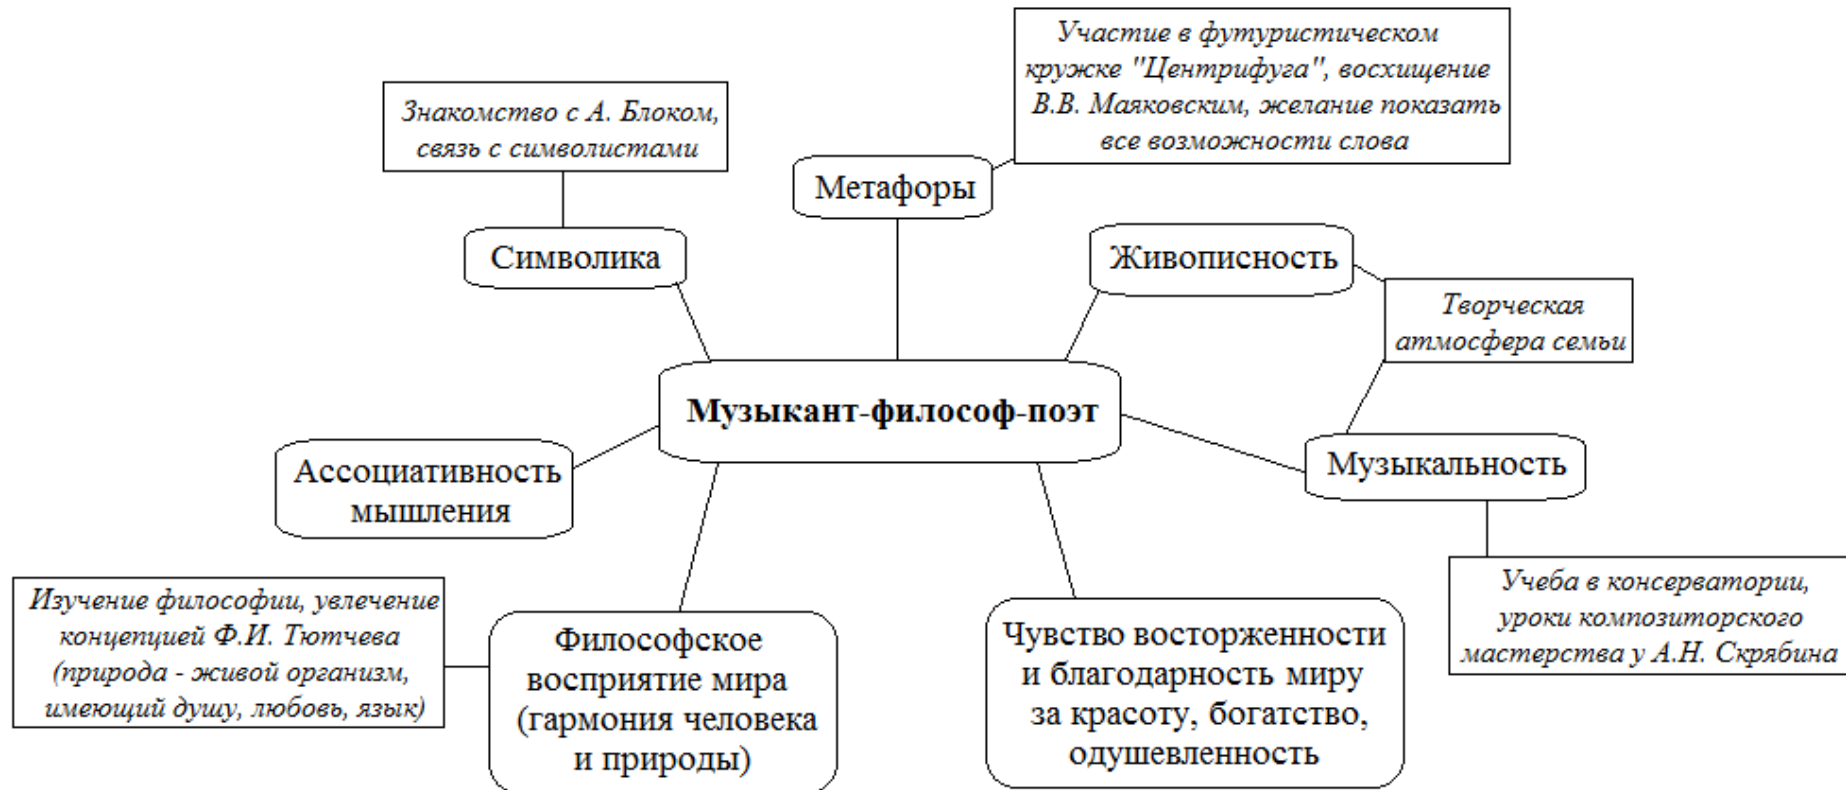 Участие в футуристическом
кружке "Центрифуга", восхищение
В.В. Маяковским, желание показать
все возможности слова
Знакомство с А. Блоком,
связь с символистами
Метафоры
Символика
Живописность
Творческая
атмосфера семьи
Музыкант-философ-поэт
Ассоциативность
мышления
Музыкальность
Изучение философии, увлечение
концепцией Ф.И. Тютчева
(природа - живой организм,
имеющий душу, любовь, язык)
Философское
восприятие мира
(гармония человека
и природы)
Чувство восторженности
и благодарность миру
за красоту, богатство,
одушевленность
Учеба в консерватории,
уроки композиторского
мастерства у А.Н. Скрябина